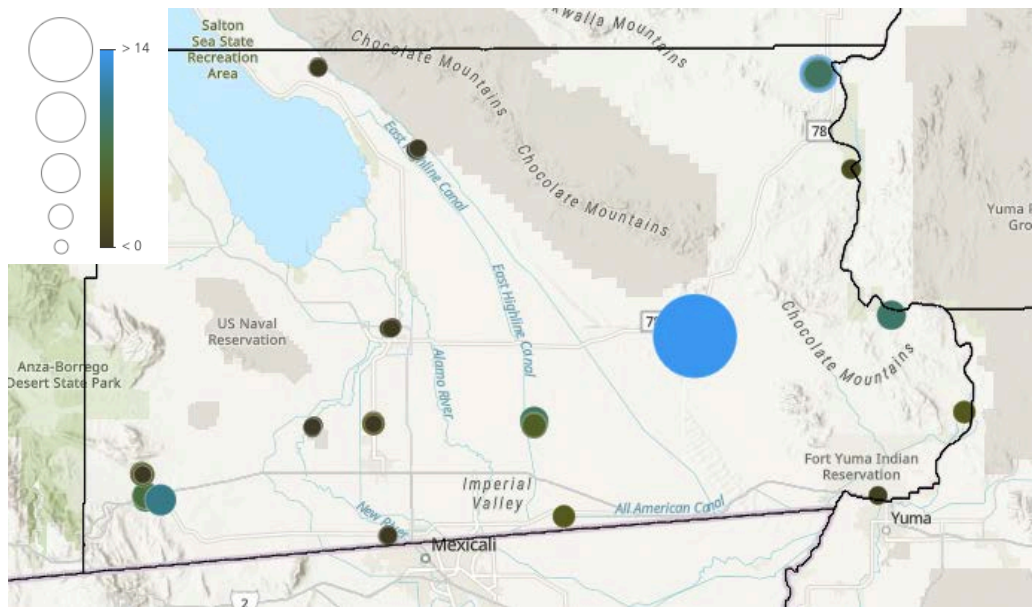 Salton
Sea State
Recreation
Area
> 14
< 0
Chocolate Mountains
Mountains
78
East Highline Canal
Chocolate Mountains
Yuma
US Naval
Reservation
East Highline Canal
Alamo River
Chocolate Mountains
Anza-Borrego
Desert State Park
Fort Yuma Indian
Reservation
Imperial
Valley
New River
All American Canal
Yuma
Mexicali
2